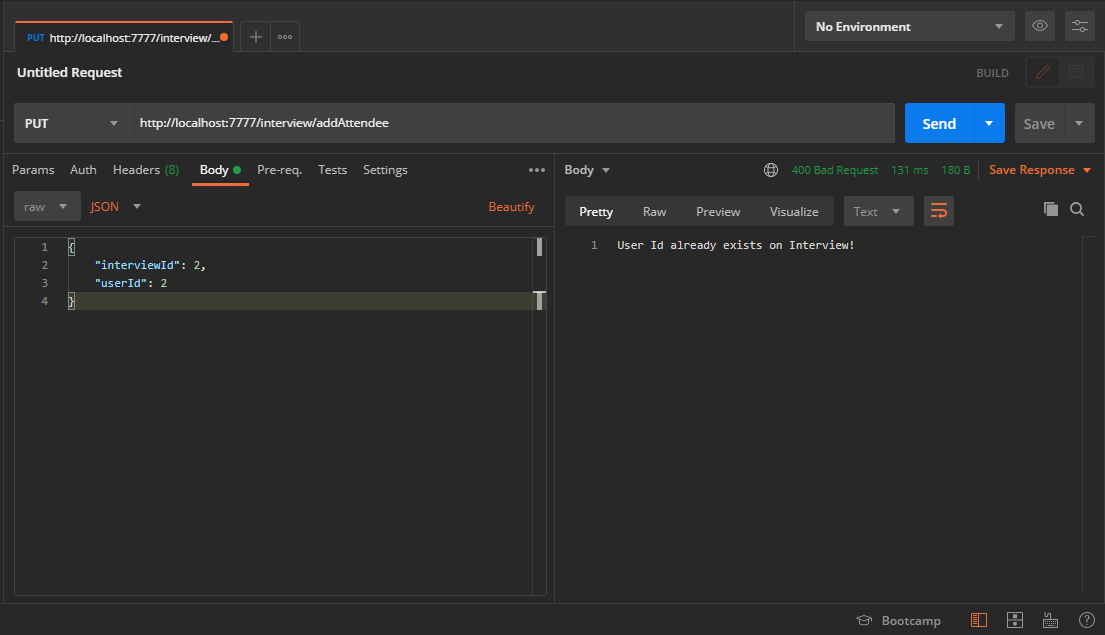 PUT http://localhost:7777/interview/...
No Environment
Untitled Request
BUILD
PUT http://localhost:7777/interview/addAttendee Send Save
Params Auth Headers (8) Body Pre-req. Tests Settings
Body 400 Bad Request 131 ms 180 B Save Response
raw JSON Beautify
Pretty Raw Preview Visualize Text
1 {
2 "interviewId": 2,
3 "userId": 2
4 }
1 User Id already exists on Interview!
Bootcamp